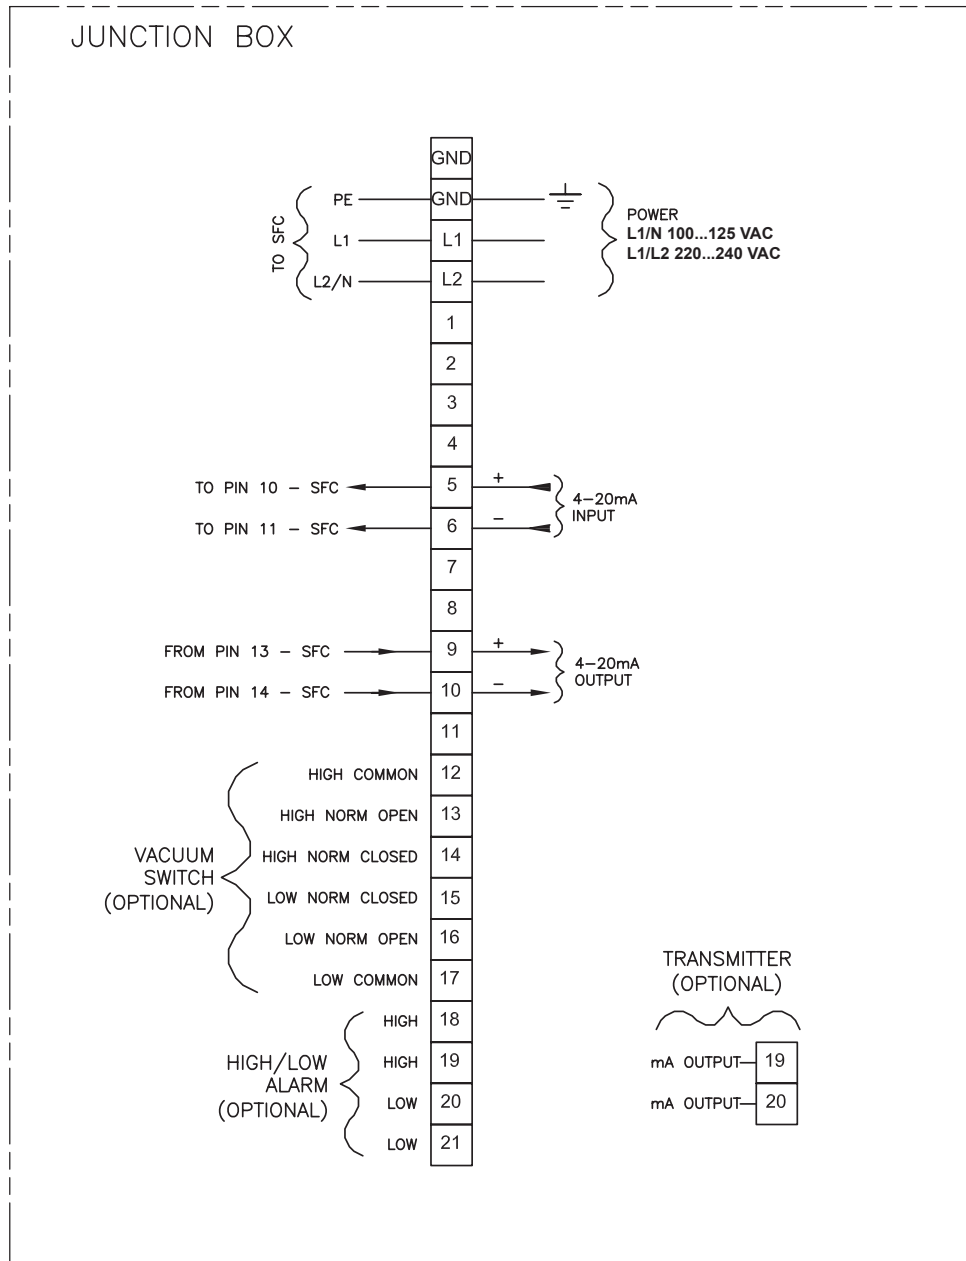 JUNCTION BOX
GND
PE
GND
TO SFC
L1
L1
L2/N
L2
POWER
L1/N 100...125 VAC
L1/L2 220...240 VAC
1
2
3
4
TO PIN 10 - SFC
5
+
TO PIN 11 - SFC
6
-
4-20mA
INPUT
7
8
FROM PIN 13 - SFC
9
+
FROM PIN 14 - SFC
10
-
4-20mA
OUTPUT
11
VACUUM
SWITCH
(OPTIONAL)
HIGH COMMON
12
HIGH NORM OPEN
13
HIGH NORM CLOSED
14
LOW NORM CLOSED
15
LOW NORM OPEN
16
LOW COMMON
17
HIGH/LOW
ALARM
(OPTIONAL)
HIGH
18
HIGH
19
LOW
20
LOW
21
TRANSMITTER
(OPTIONAL)
mA OUTPUT
19
mA OUTPUT
20